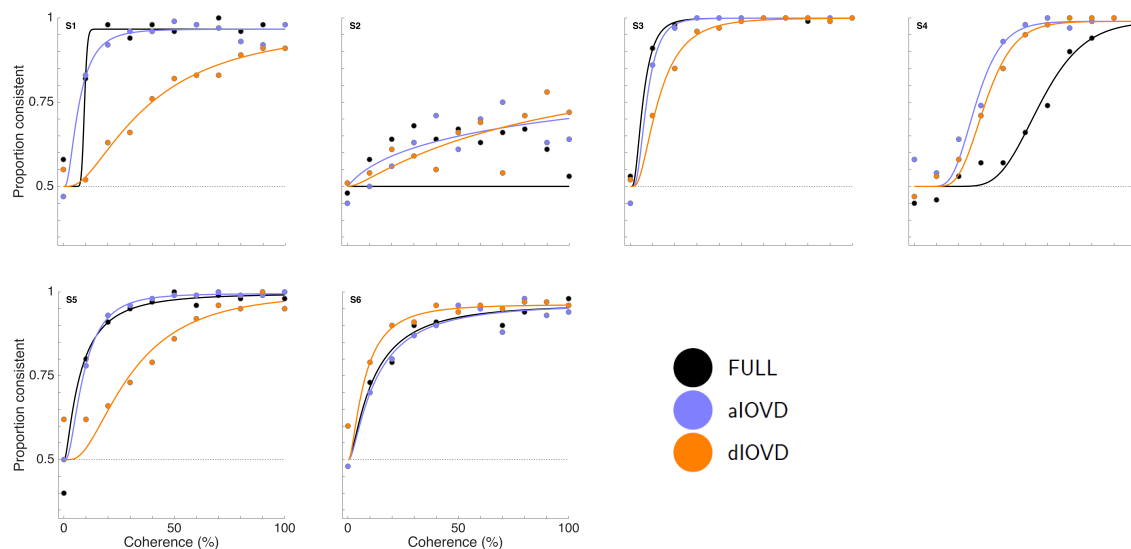 S1
S2
S3
S4
1
0.75
0.5
Proportion consistent
S5
S6
1
0.75
0.5
Proportion consistent
0
50
100
Coherence (%)
0
50
100
Coherence (%)
FULL
aIOVD
dIOVD